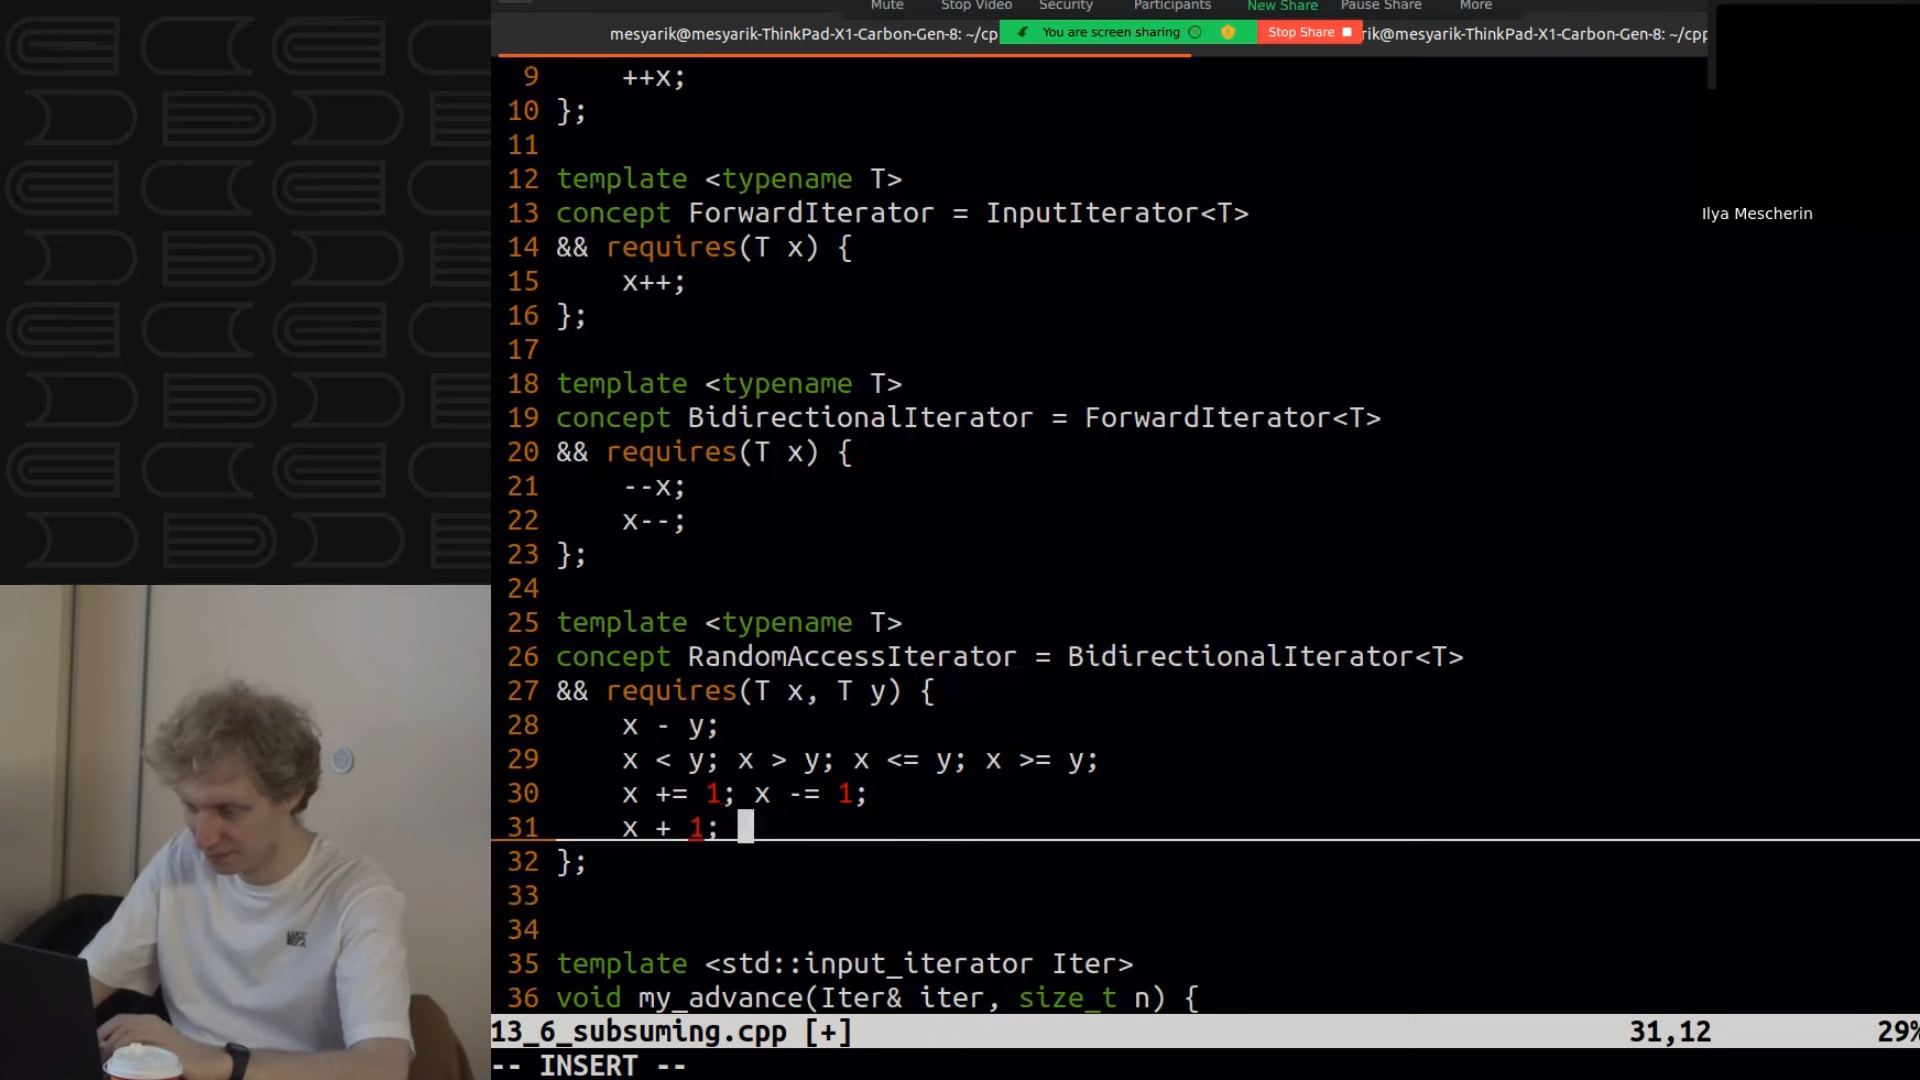 Mute Stop Video Security Participants New Share Pause Share More
mesyarik@mesyarik-ThinkPad-X1-Carbon-Gen-8: ~/cp You are screen sharing Stop Share rik@mesyarik-ThinkPad-X1-Carbon-Gen-8: ~/cpp
9 ++x;
10 };
11
12 template <typename T>
13 concept ForwardIterator = InputIterator<T>
Ilya Mescherin
14 && requires(T x) {
15 x++;
16 };
17
18 template <typename T>
19 concept BidirectionalIterator = ForwardIterator<T>
20 && requires(T x) {
21 --x;
22 x--;
23 };
24
25 template <typename T>
26 concept RandomAccessIterator = BidirectionalIterator<T>
27 && requires(T x, T y) {
28 x - y;
29 x < y; x > y; x <= y; x >= y;
30 x += 1; x -= 1;
31 x + 1;
32 };
33
34
35 template <std::input_iterator Iter>
36 void my_advance(Iter& iter, size_t n) {
13_6_subsuming.cpp [+] 31,12 29%
-- INSERT --